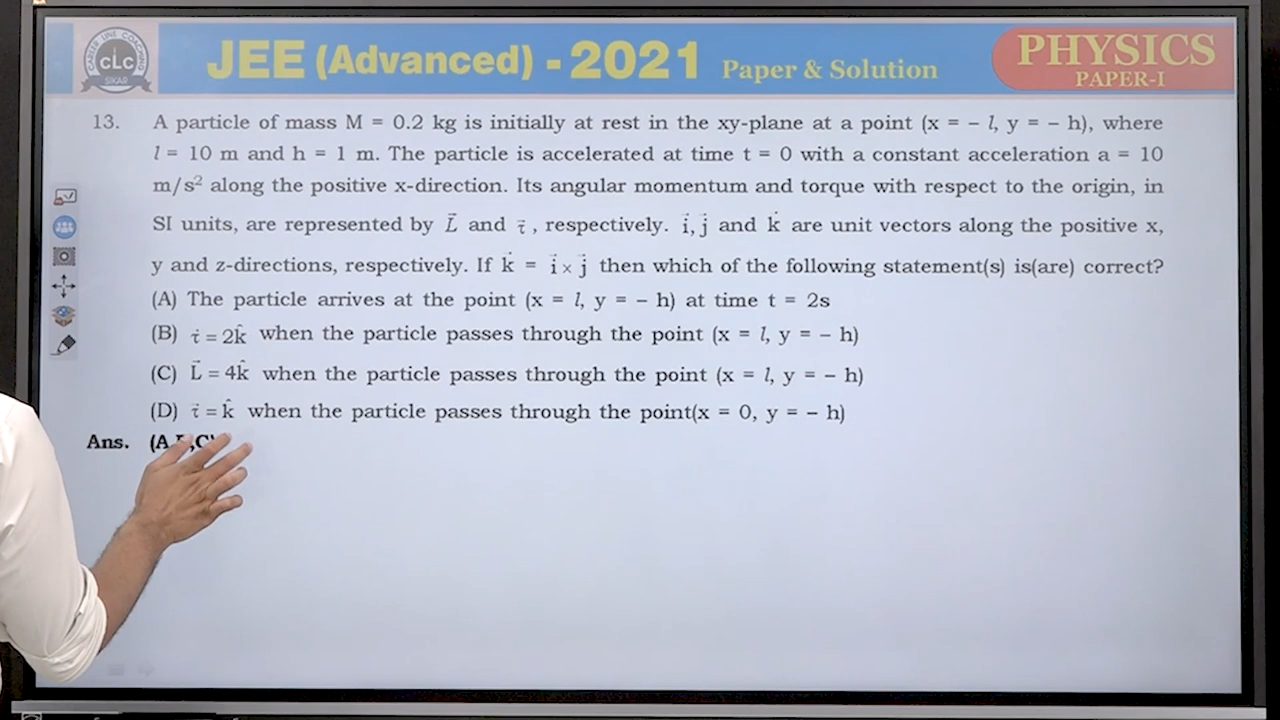 CAREER LINE COACHING
CLC
SIKAR
JEE (Advanced) - 2021 Paper & Solution
PHYSICS
PAPER-I
13. A particle of mass M = 0.2 kg is initially at rest in the xy-plane at a point (x = – l, y = – h), where
l = 10 m and h = 1 m. The particle is accelerated at time t = 0 with a constant acceleration a = 10
m/s² along the positive x-direction. Its angular momentum and torque with respect to the origin, in
SI units, are represented by L⃗ and τ⃗, respectively. i⃗, j⃗ and k̇ are unit vectors along the positive x,
y and z-directions, respectively. If k̇ = i⃗ × j⃗ then which of the following statement(s) is(are) correct?
(A) The particle arrives at the point (x = l, y = – h) at time t = 2s
(B) τ⃗ = 2k̂ when the particle passes through the point (x = l, y = – h)
(C) L⃗ = 4k̂ when the particle passes through the point (x = l, y = – h)
(D) τ⃗ = k̂ when the particle passes through the point(x = 0, y = – h)
Ans. (A